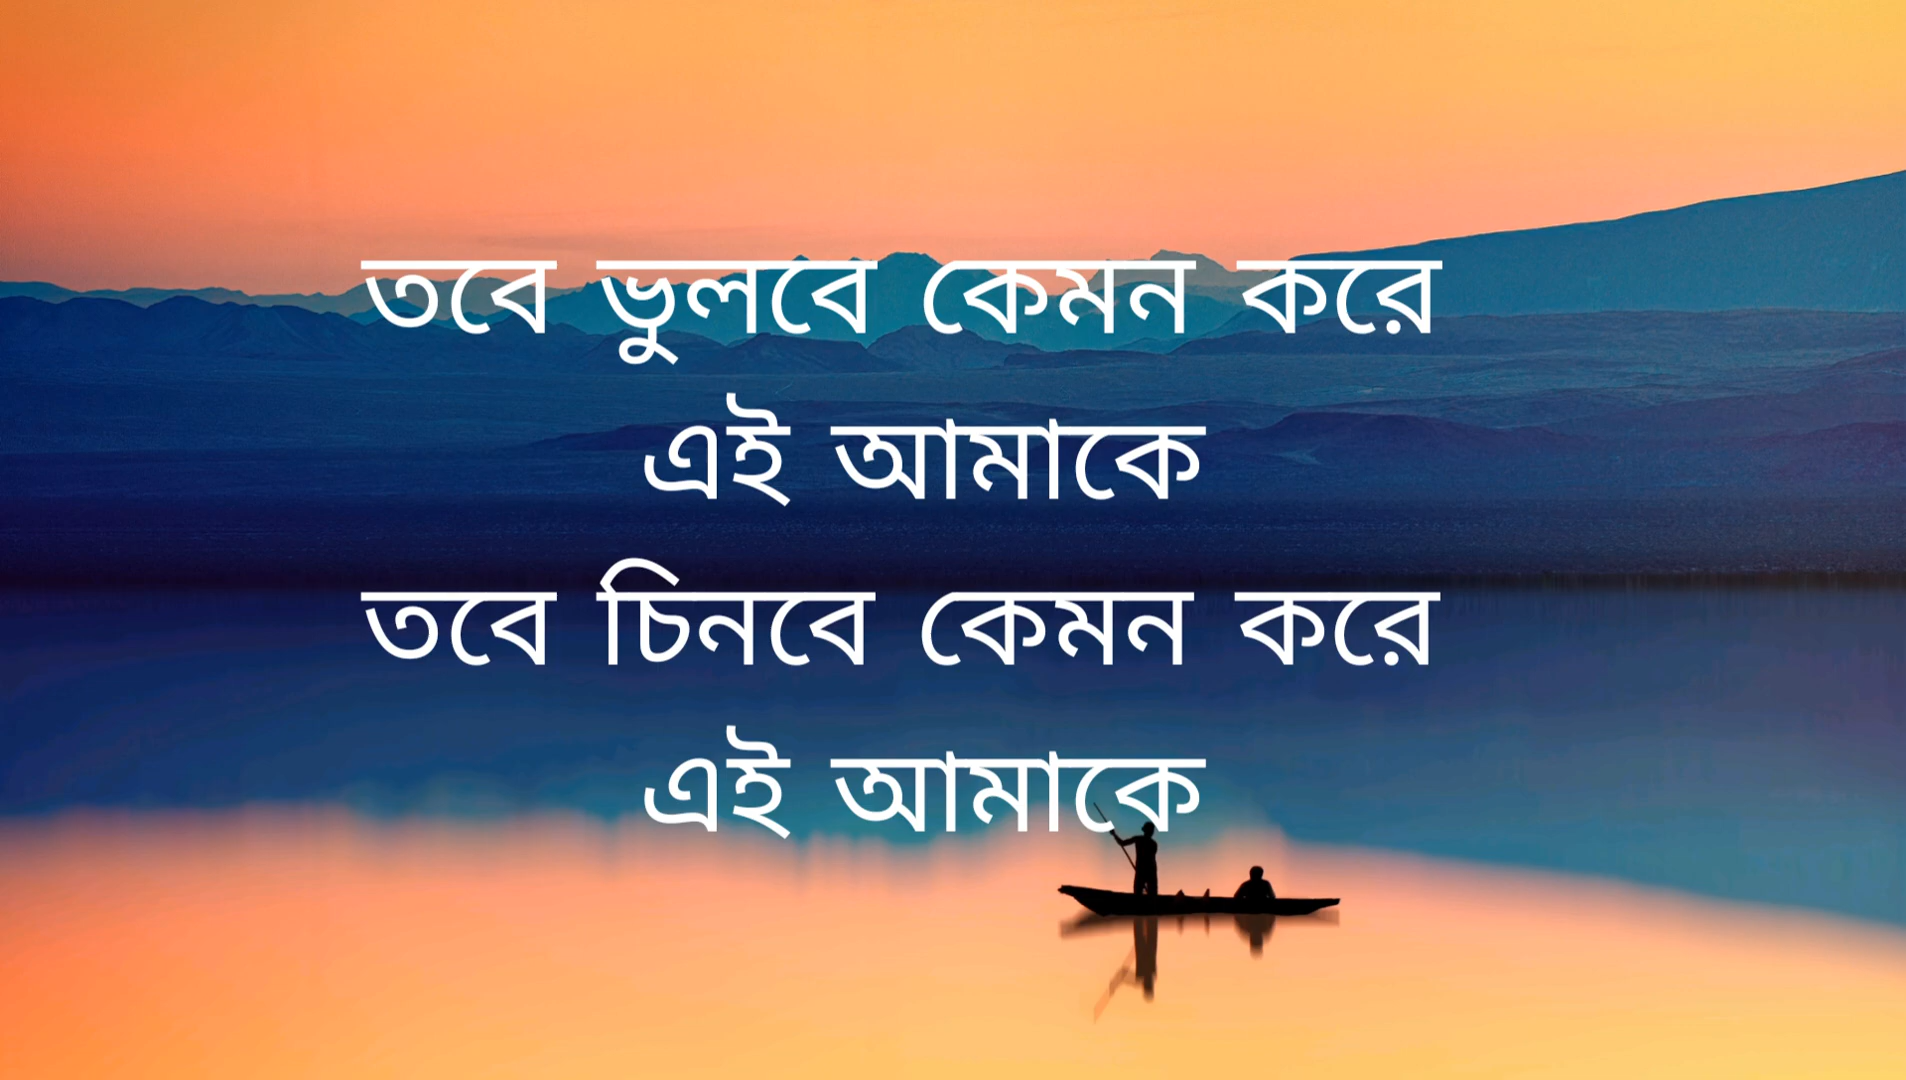 তবে ভুলবে কেমন করে
এই আমাকে
তবে চিনবে কেমন করে
এই আমাকে